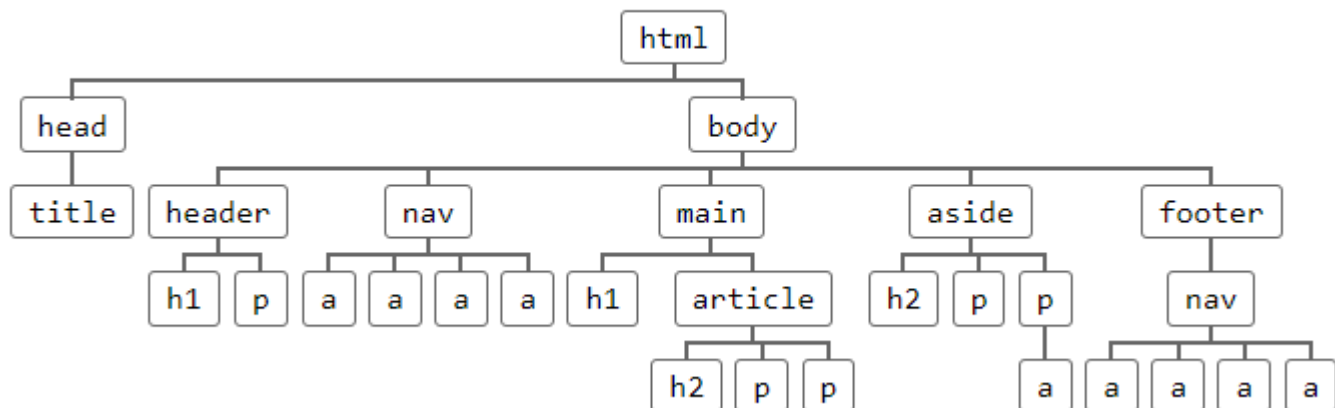 html
head body
title header nav main aside footer
h1 p a a a a h1 article h2 p p nav
h2 p p a a a a a